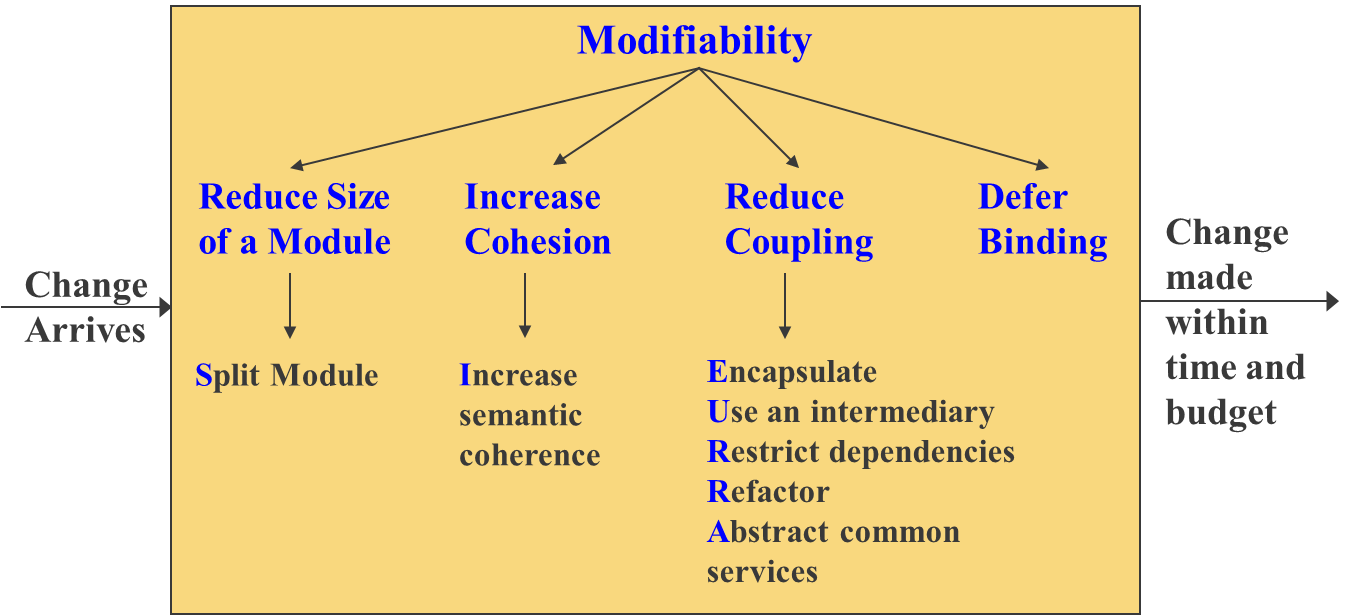 Modifiability
Reduce Size
of a Module
Increase
Cohesion
Reduce
Coupling
Defer
Binding
Change
Arrives
Split Module
Increase
semantic
coherence
Encapsulate
Use an intermediary
Restrict dependencies
Refactor
Abstract common
services
Change
made
within
time and
budget